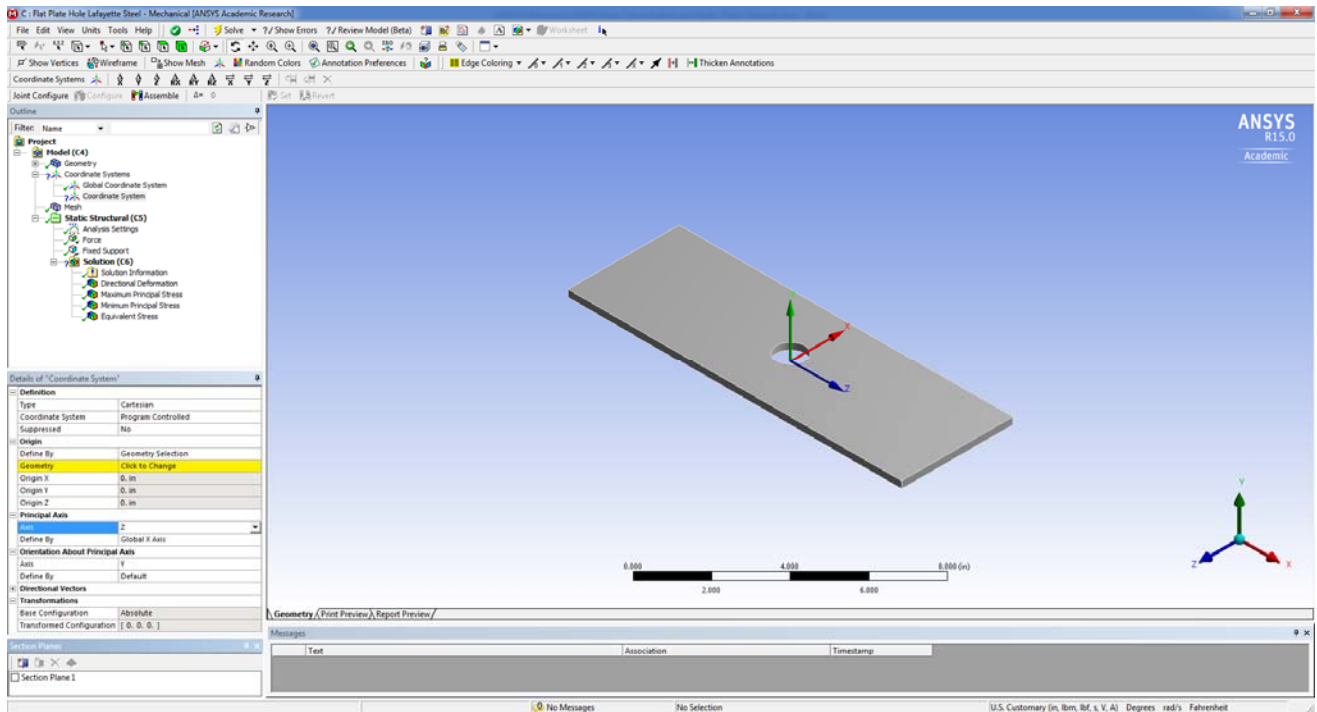 C : Flat Plate Hole Lafayette Steel - Mechanical [ANSYS Academic Research]
File Edit View Units Tools Help Solve ?/ Show Errors ?/ Review Model (Beta) A Worksheet
Show Vertices Wireframe Show Mesh Random Colors Annotation Preferences Edge Coloring Thicken Annotations
Coordinate Systems
Joint Configure Configure Assemble Δ= 0 Set Revert
Outline
Filter: Name
Project
Model (C4)
Geometry
Coordinate Systems
Global Coordinate System
Coordinate System
Mesh
Static Structural (C5)
Analysis Settings
Force
Fixed Support
Solution (C6)
Solution Information
Directional Deformation
Maximum Principal Stress
Minimum Principal Stress
Equivalent Stress
Details of "Coordinate System"
Definition
Type Cartesian
Coordinate System Program Controlled
Suppressed No
Origin
Define By Geometry Selection
Geometry Click to Change
Origin X 0. in
Origin Y 0. in
Origin Z 0. in
Principal Axis
Axis Z
Define By Global X Axis
Orientation About Principal Axis
Axis Y
Define By Default
Directional Vectors
Transformations
Base Configuration Absolute
Transformed Configuration [ 0. 0. 0. ]
Section Planes
Section Plane 1
ANSYS
R15.0
Academic
X
Z
Y
Z
X
0.000 4.000 8.000 (in)
2.000 6.000
Geometry Print Preview Report Preview
Messages
Text Association Timestamp
No Messages No Selection U.S. Customary (in, lbm, lbf, s, V, A) Degrees rad/s Fahrenheit